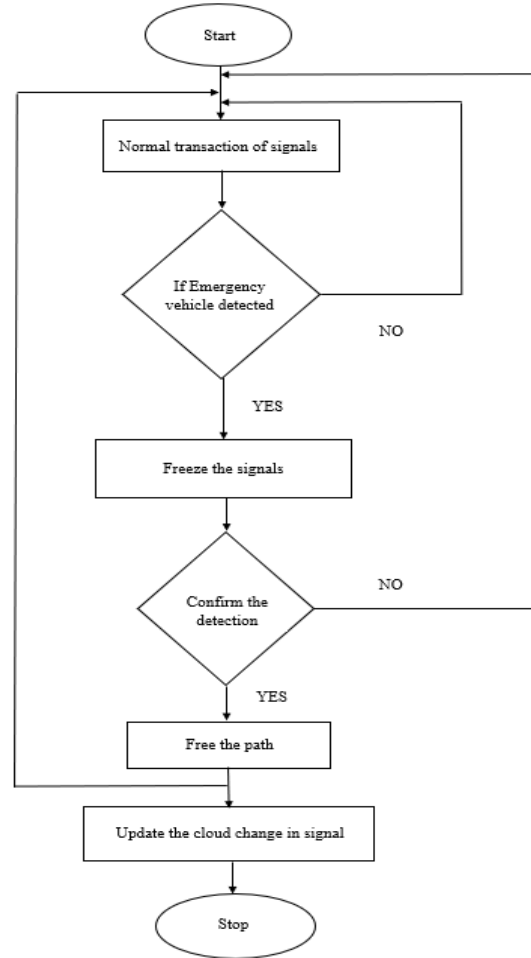 Start
Normal transaction of signals
If Emergency
vehicle detected
NO
YES
Freeze the signals
Confirm the
detection
NO
YES
Free the path
Update the cloud change in signal
Stop